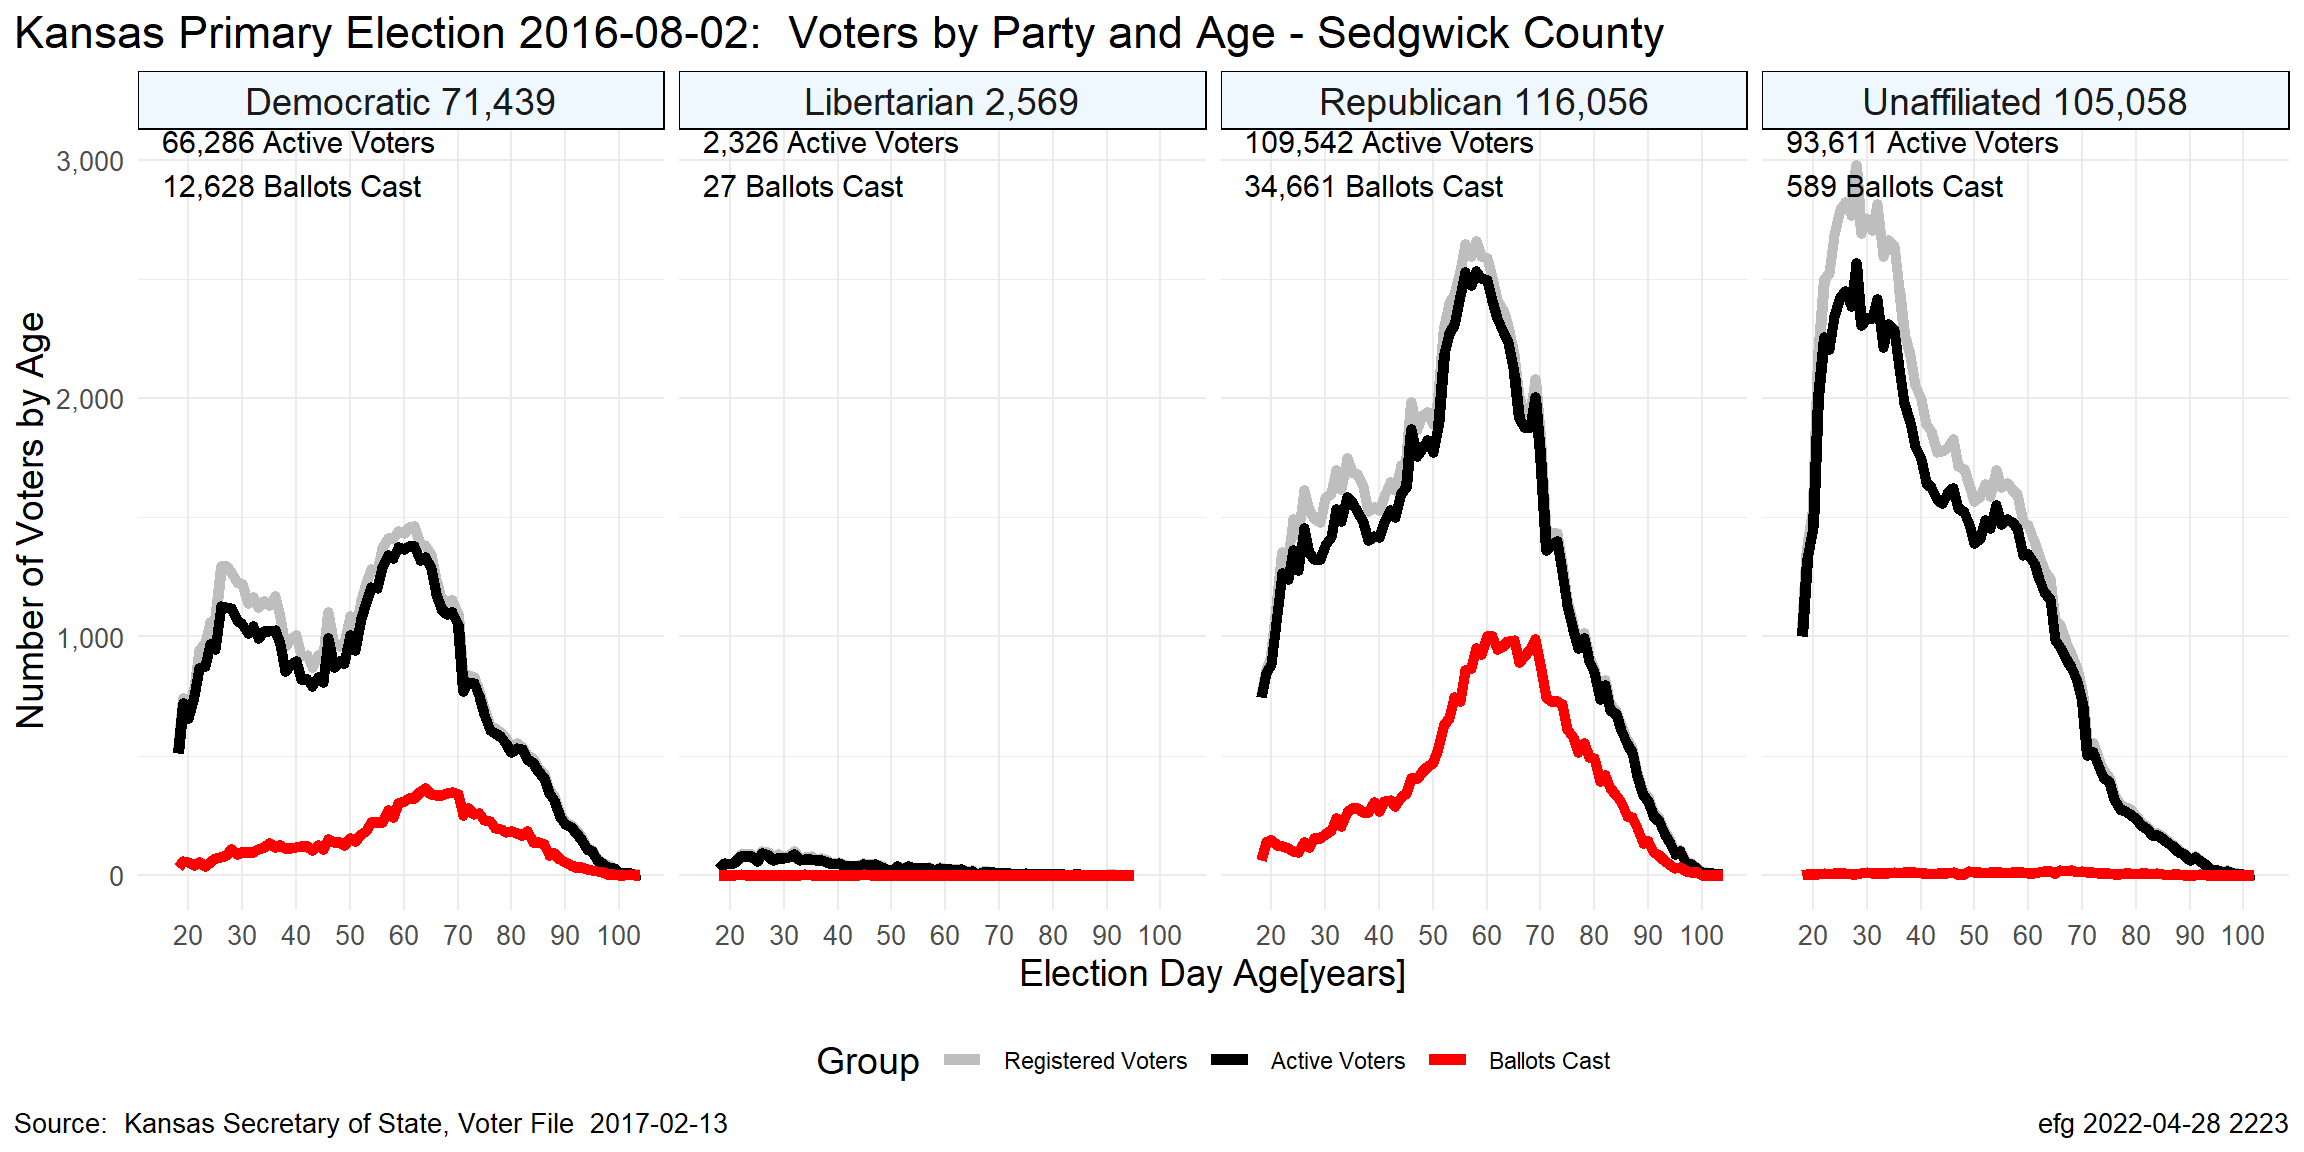 Kansas Primary Election 2016-08-02:  Voters by Party and Age - Sedgwick County
Democratic 71,439
Libertarian 2,569
Republican 116,056
Unaffiliated 105,058
66,286 Active Voters
12,628 Ballots Cast
2,326 Active Voters
27 Ballots Cast
109,542 Active Voters
34,661 Ballots Cast
93,611 Active Voters
589 Ballots Cast
Number of Voters by Age
3,000
2,000
1,000
0
20 30 40 50 60 70 80 90 100
20 30 40 50 60 70 80 90 100
20 30 40 50 60 70 80 90 100
20 30 40 50 60 70 80 90 100
Election Day Age[years]
Group Registered Voters Active Voters Ballots Cast
Source:  Kansas Secretary of State, Voter File  2017-02-13
efg 2022-04-28 2223